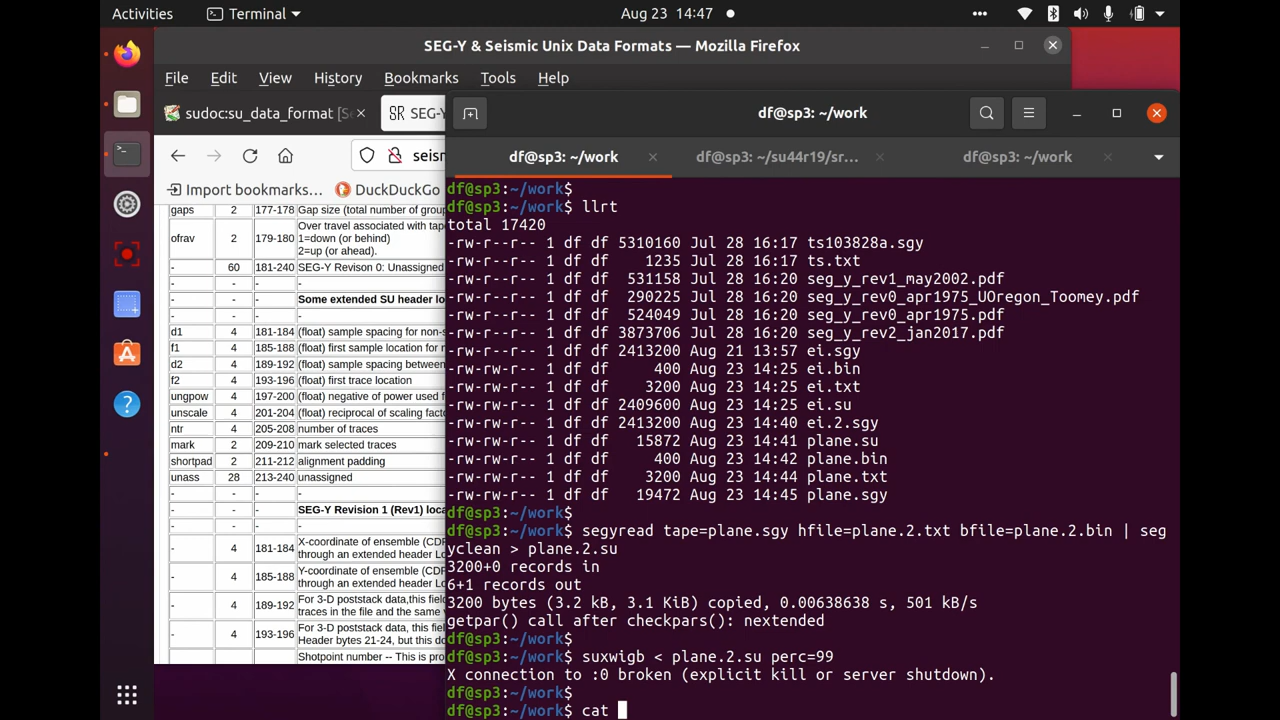 Activities
Terminal
Aug 23 14:47
SEG-Y & Seismic Unix Data Formats — Mozilla Firefox
File Edit View History Bookmarks Tools Help
sudoc:su_data_format [S
SR SEG-Y
seisn
Import bookmarks...
DuckDuckGo
gaps 2 177-178 Gap size (total number of group
ofrav 2 179-180 Over travel associated with tap
1=down (or behind)
2=up (or ahead).
- 60 181-240 SEG-Y Revison 0: Unassigned
- - - -
- - - Some extended SU header lo
- - - -
d1 4 181-184 (float) sample spacing for non-s
f1 4 185-188 (float) first sample location for n
d2 4 189-192 (float) sample spacing between
f2 4 193-196 (float) first trace location
ungpow 4 197-200 (float) negative of power used f
unscale 4 201-204 (float) reciprocal of scaling facto
ntr 4 205-208 number of traces
mark 2 209-210 mark selected traces
shortpad 2 211-212 alignment padding
unass 28 213-240 unassigned
- - - -
- - - SEG-Y Revision 1 (Rev1) loca
- - - -
- 4 181-184 X-coordinate of ensemble (CDP
through an extended header Lo
- 4 185-188 Y-coordinate of ensemble (CDP
through an extended header Lo
- 4 189-192 For 3-D poststack data,this field
traces in the file and the same v
- 4 193-196 For 3-D poststack data, this fiel
Header bytes 21-24, but this do
Shotpoint number -- This is pro
df@sp3: ~/work
df@sp3: ~/work
df@sp3: ~/su44r19/sr...
df@sp3: ~/work
df@sp3:~/work$
df@sp3:~/work$ llrt
total 17420
-rw-r--r-- 1 df df 5310160 Jul 28 16:17 ts103828a.sgy
-rw-r--r-- 1 df df 1235 Jul 28 16:17 ts.txt
-rw-r--r-- 1 df df 531158 Jul 28 16:20 seg_y_rev1_may2002.pdf
-rw-r--r-- 1 df df 290225 Jul 28 16:20 seg_y_rev0_apr1975_UOregon_Toomey.pdf
-rw-r--r-- 1 df df 524049 Jul 28 16:20 seg_y_rev0_apr1975.pdf
-rw-r--r-- 1 df df 3873706 Jul 28 16:20 seg_y_rev2_jan2017.pdf
-rw-rw-r-- 1 df df 2413200 Aug 21 13:57 ei.sgy
-rw-rw-r-- 1 df df 400 Aug 23 14:25 ei.bin
-rw-rw-r-- 1 df df 3200 Aug 23 14:25 ei.txt
-rw-rw-r-- 1 df df 2409600 Aug 23 14:25 ei.su
-rw-rw-r-- 1 df df 2413200 Aug 23 14:40 ei.2.sgy
-rw-rw-r-- 1 df df 15872 Aug 23 14:41 plane.su
-rw-rw-r-- 1 df df 400 Aug 23 14:42 plane.bin
-rw-rw-r-- 1 df df 3200 Aug 23 14:44 plane.txt
-rw-rw-r-- 1 df df 19472 Aug 23 14:45 plane.sgy
df@sp3:~/work$
df@sp3:~/work$ segyread tape=plane.sgy hfile=plane.2.txt bfile=plane.2.bin | seg
yclean > plane.2.su
3200+0 records in
6+1 records out
3200 bytes (3.2 kB, 3.1 KiB) copied, 0.00638638 s, 501 kB/s
getpar() call after checkpars(): nextended
df@sp3:~/work$
df@sp3:~/work$ suxwigb < plane.2.su perc=99
X connection to :0 broken (explicit kill or server shutdown).
df@sp3:~/work$
df@sp3:~/work$ cat